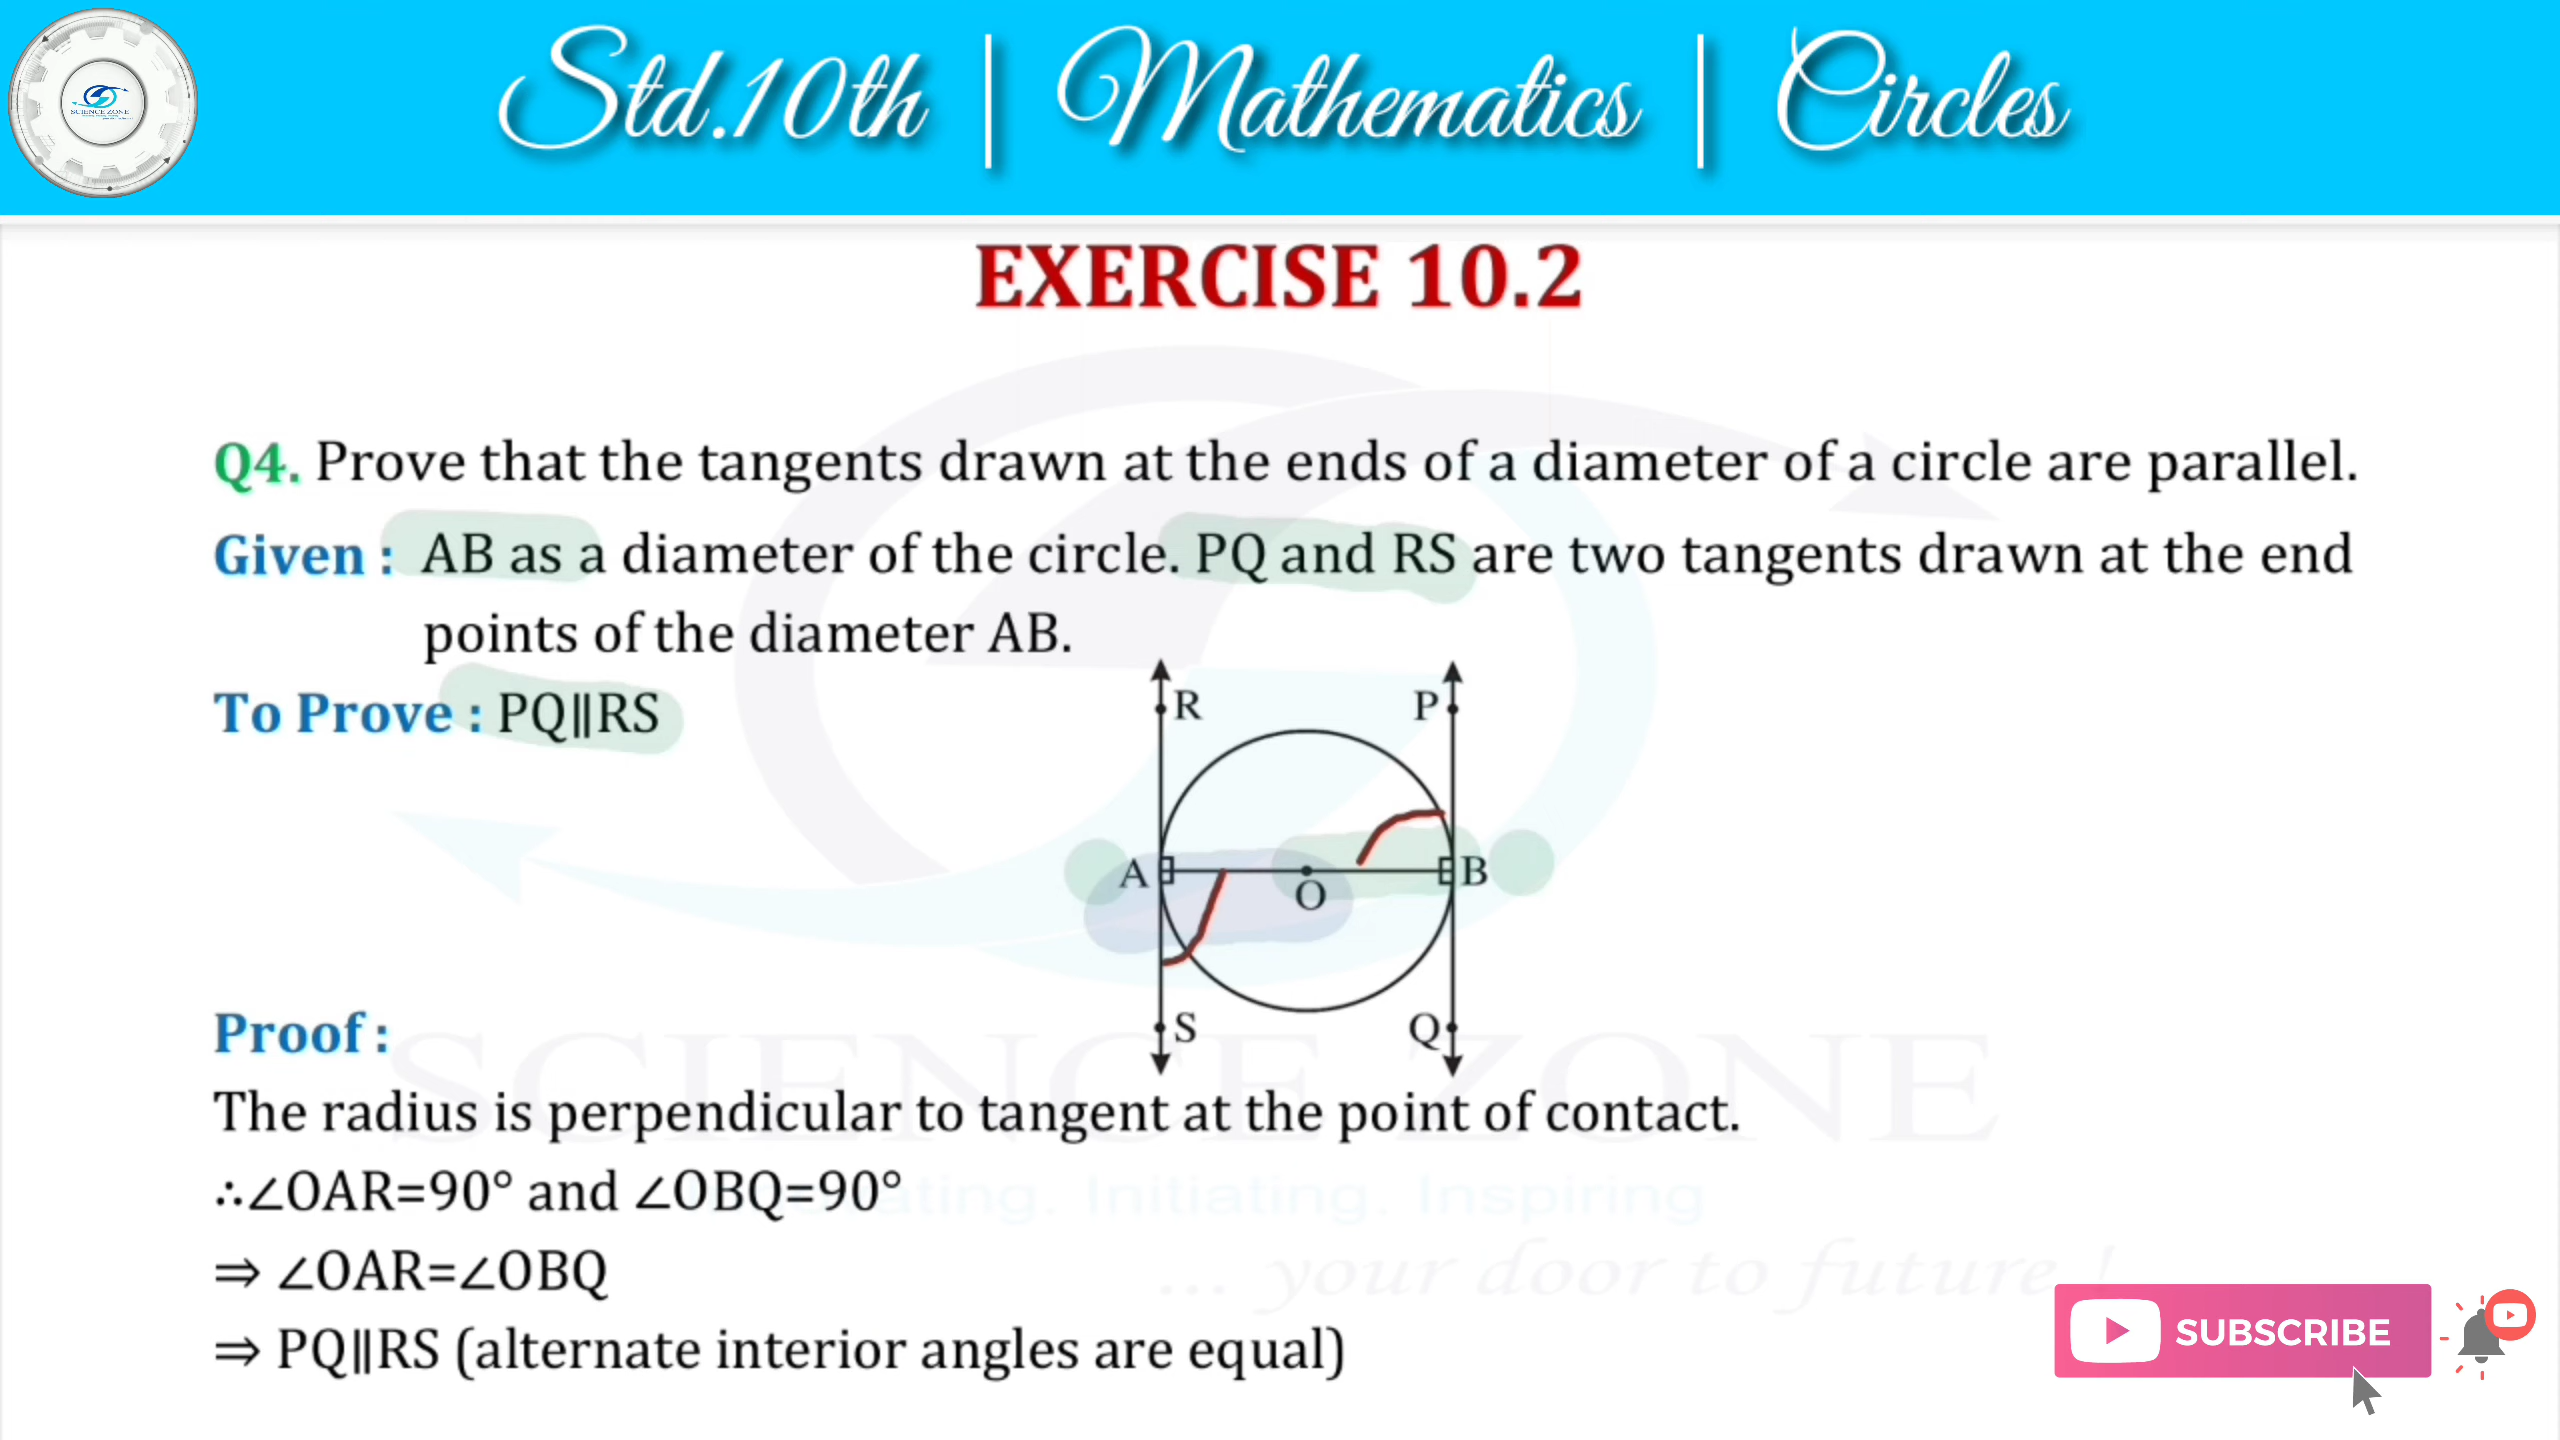 SCIENCE ZONE
Std.10th | Mathematics | Circles
EXERCISE 10.2
Q4. Prove that the tangents drawn at the ends of a diameter of a circle are parallel.
Given : AB as a diameter of the circle. PQ and RS are two tangents drawn at the end
points of the diameter AB.
To Prove : PQ∥RS
R P
A O B
S Q
Proof :
The radius is perpendicular to tangent at the point of contact.
∴∠OAR=90° and ∠OBQ=90°
⇒ ∠OAR=∠OBQ
⇒ PQ∥RS (alternate interior angles are equal)
SCIENCE ZONE
ating. Initiating. Inspiring
... your door to future !
SUBSCRIBE